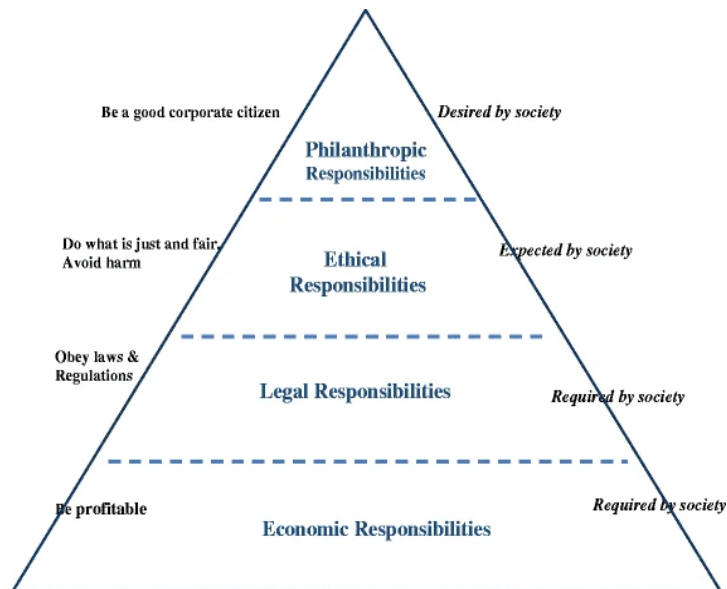 Be a good corporate citizen
Desired by society
Philanthropic
Responsibilities
Do what is just and fair,
Avoid harm
Expected by society
Ethical
Responsibilities
Obey laws &
Regulations
Legal Responsibilities
Required by society
Be profitable
Required by society
Economic Responsibilities